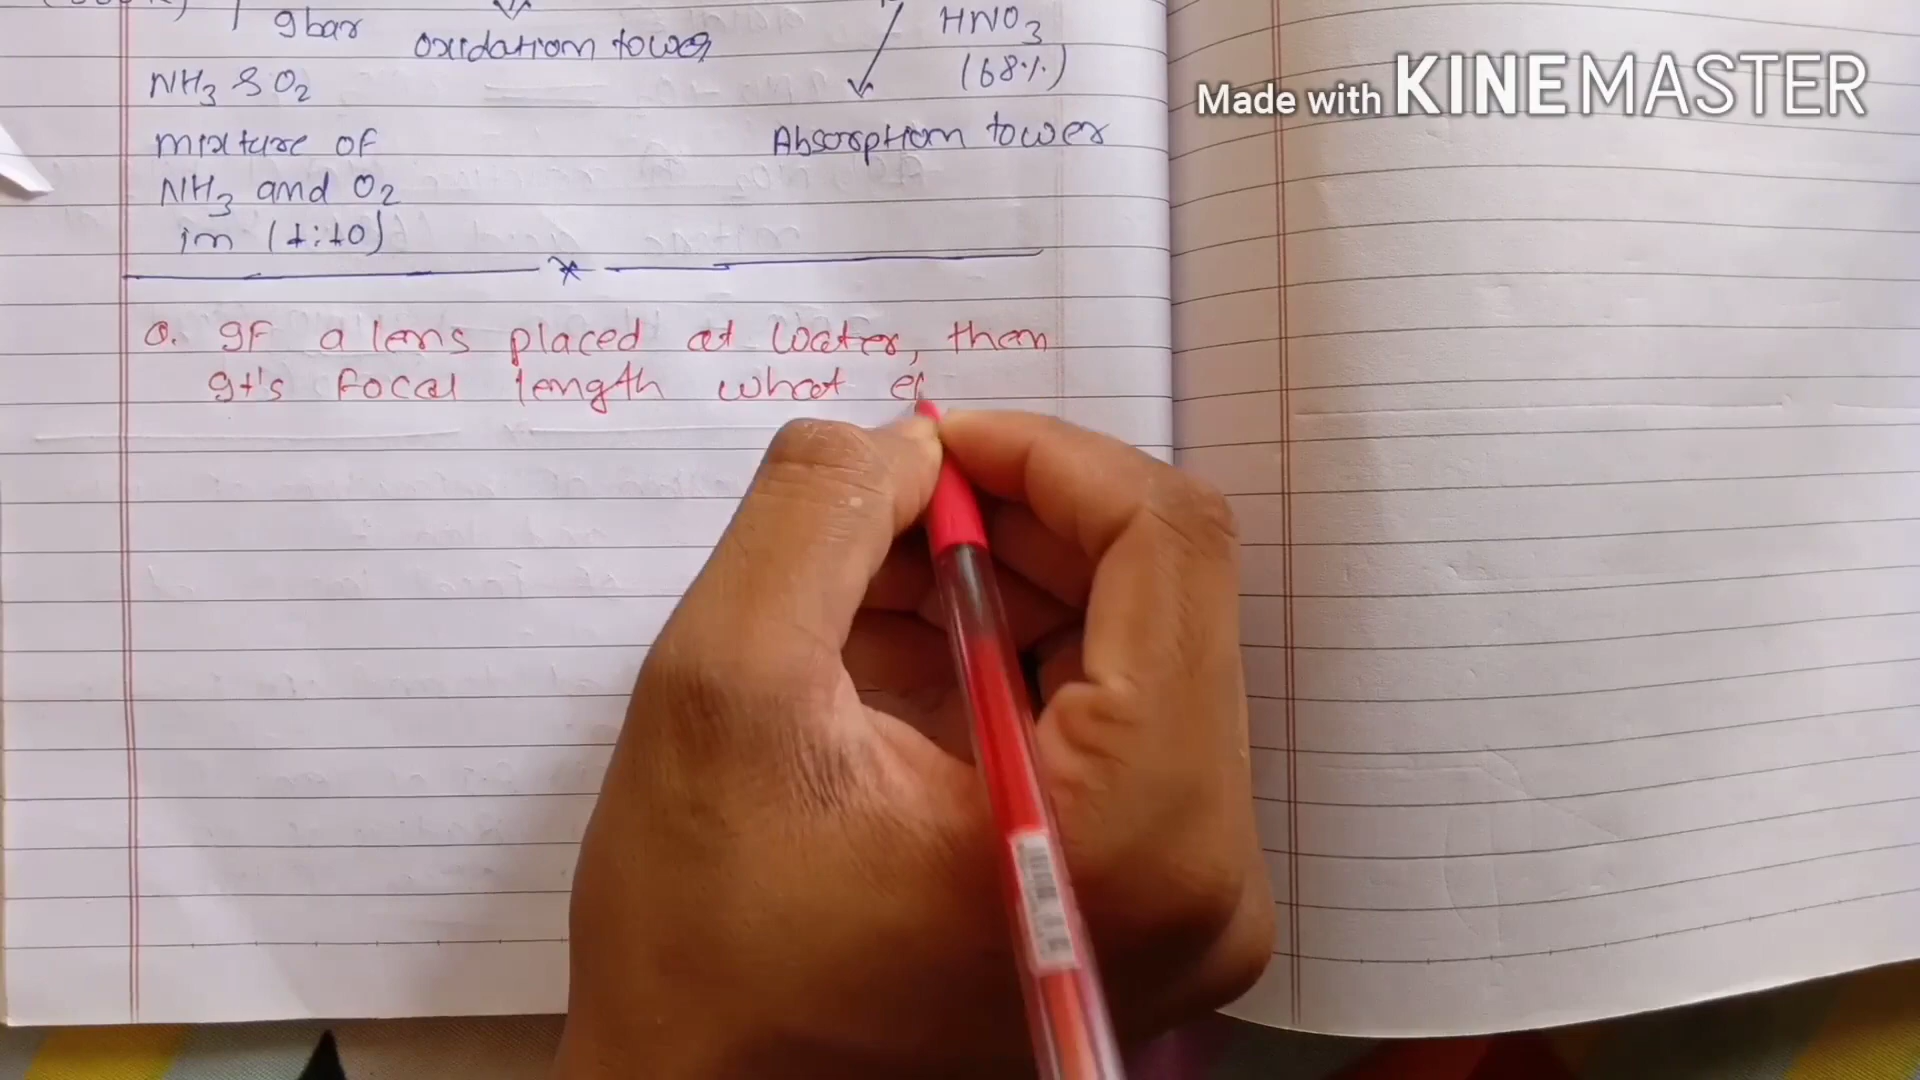 9bar
oxidation tower
HNO3
(68%)
NH3 & O2
mixture of
NH3 and O2
in (1:10)
Absorption tower
Made with KINEMASTER
Q. If a lens placed at water, then
It's focal length what